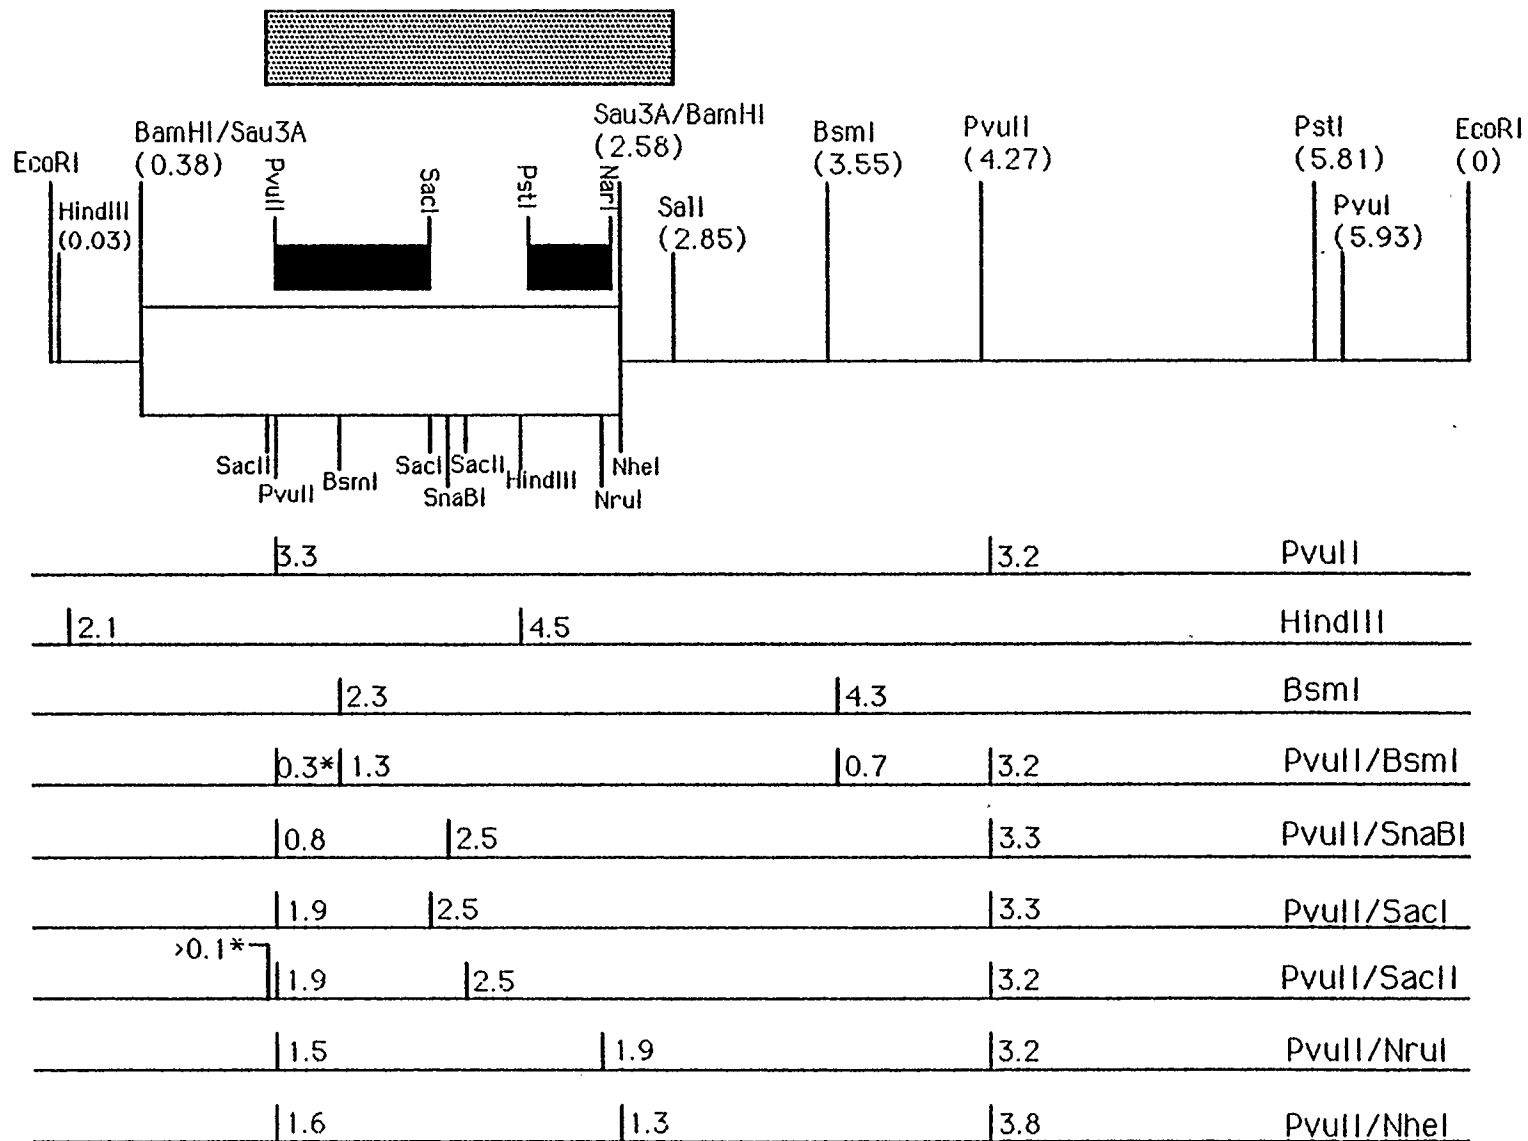 EcoRI
HindIII
(0.03)
BamHI/Sau3A
(0.38)
PvuII
SacI
PstI
NarI
Sau3A/BamHI
(2.58)
SalI
(2.85)
BsmI
(3.55)
PvuII
(4.27)
PstI
(5.81)
PvuI
(5.93)
EcoRI
(0)
SacII
PvuII
BsmI
SacI
SnaBI
SacII
HindIII
NruI
NheI
3.3 3.2 PvuII
2.1 4.5 HindIII
2.3 4.3 BsmI
0.3* 1.3 0.7 3.2 PvuII/BsmI
0.8 2.5 3.3 PvuII/SnaBI
1.9 2.5 3.3 PvuII/SacI
>0.1*
1.9 2.5 3.2 PvuII/SacII
1.5 1.9 3.2 PvuII/NruI
1.6 1.3 3.8 PvuII/NheI